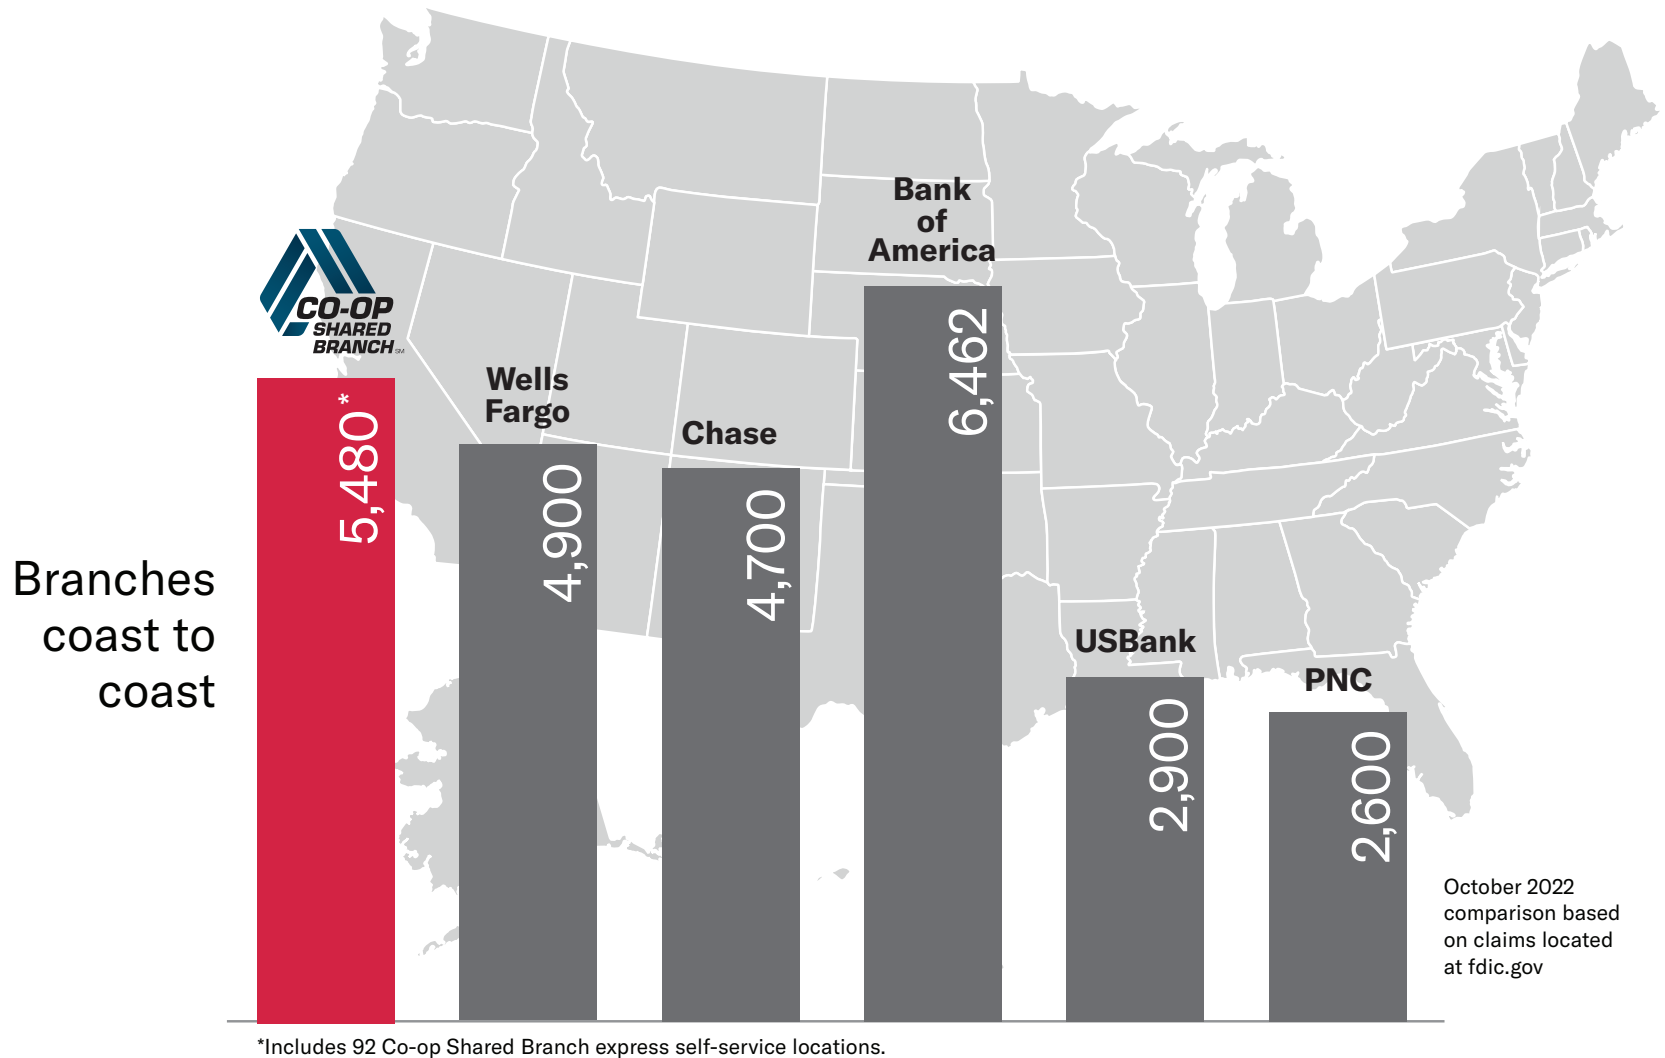 Branches
coast to
coast
CO-OP
SHARED
BRANCH SM
5,480*
Wells
Fargo
4,900
Chase
4,700
Bank
of
America
6,462
USBank
2,900
PNC
2,600
October 2022
comparison based
on claims located
at fdic.gov
*Includes 92 Co-op Shared Branch express self-service locations.